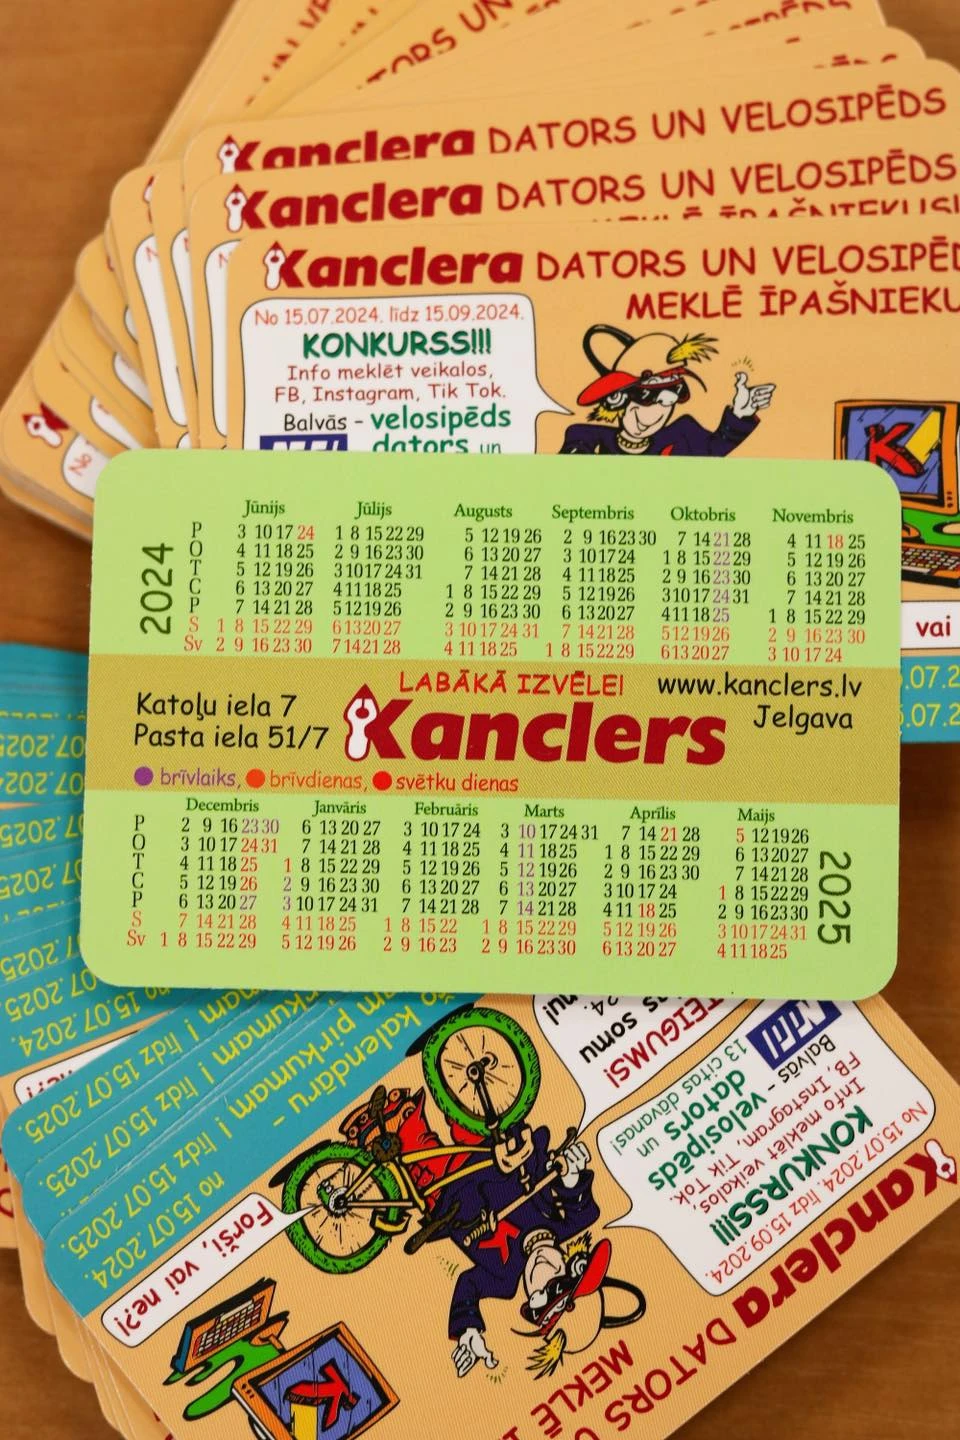 Kanclera DATORS UN VELOSIPĒDS
Kanclera DATORS UN VELOSIPĒDS
Kanclera DATORS UN
MEKLĒ
No 15.07.2024. līdz 15.09.2024.
KONKURSS!!!
Info meklēt veikalos,
FB, Instagram, Tik Tok.
Balvās - velosipēds
dators un
vai
2024
Jūnijs Jūlijs Augusts Septembris Oktobris Novembris
P 3 10 17 24 1 8 15 22 29 5 12 19 26 2 9 16 23 30 7 14 21 28 4 11 18 25
O 4 11 18 25 2 9 16 23 30 6 13 20 27 3 10 17 24 1 8 15 22 29 5 12 19 26
T 5 12 19 26 3 10 17 24 31 7 14 21 28 4 11 18 25 2 9 16 23 30 6 13 20 27
C 6 13 20 27 4 11 18 25 1 8 15 22 29 5 12 19 26 3 10 17 24 31 7 14 21 28
P 7 14 21 28 5 12 19 26 2 9 16 23 30 6 13 20 27 4 11 18 25 1 8 15 22 29
S 1 8 15 22 29 6 13 20 27 3 10 17 24 31 7 14 21 28 5 12 19 26 2 9 16 23 30
Sv 2 9 16 23 30 7 14 21 28 4 11 18 25 1 8 15 22 29 6 13 20 27 3 10 17 24
LABĀKĀ IZVĒLE! www.kanclers.lv
Katoļu iela 7 Kanclers Jelgava
Pasta iela 51/7
brīvlaiks, brīvdienas, svētku dienas
Decembris Janvāris Februāris Marts Aprīlis Maijs
P 2 9 16 23 30 6 13 20 27 3 10 17 24 3 10 17 24 31 7 14 21 28 5 12 19 26
O 3 10 17 24 31 7 14 21 28 4 11 18 25 4 11 18 25 1 8 15 22 29 6 13 20 27
T 4 11 18 25 1 8 15 22 29 5 12 19 26 5 12 19 26 2 9 16 23 30 7 14 21 28
C 5 12 19 26 2 9 16 23 30 6 13 20 27 6 13 20 27 3 10 17 24 1 8 15 22 29
P 6 13 20 27 3 10 17 24 31 7 14 21 28 7 14 21 28 4 11 18 25 2 9 16 23 30
S 7 14 21 28 4 11 18 25 1 8 15 22 1 8 15 22 29 5 12 19 26 3 10 17 24 31
Sv 1 8 15 22 29 5 12 19 26 2 9 16 23 2 9 16 23 30 6 13 20 27 4 11 18 25
2025
Kanclera DATORS
MEKLĒ
No 15.07.2024. līdz 15.09.2024.
KONKURSS!!!
Info meklēt veikalos,
FB, Instagram, Tik Tok.
Balvās - velosipēds
dators un
13 citas dāvanas!
somu
Forši, vai ne?!
kalendāru -
pirkumam
no 15.07.2024. līdz 15.07.2025.
līdz 15.07.2025.
līdz 15.07.2025.